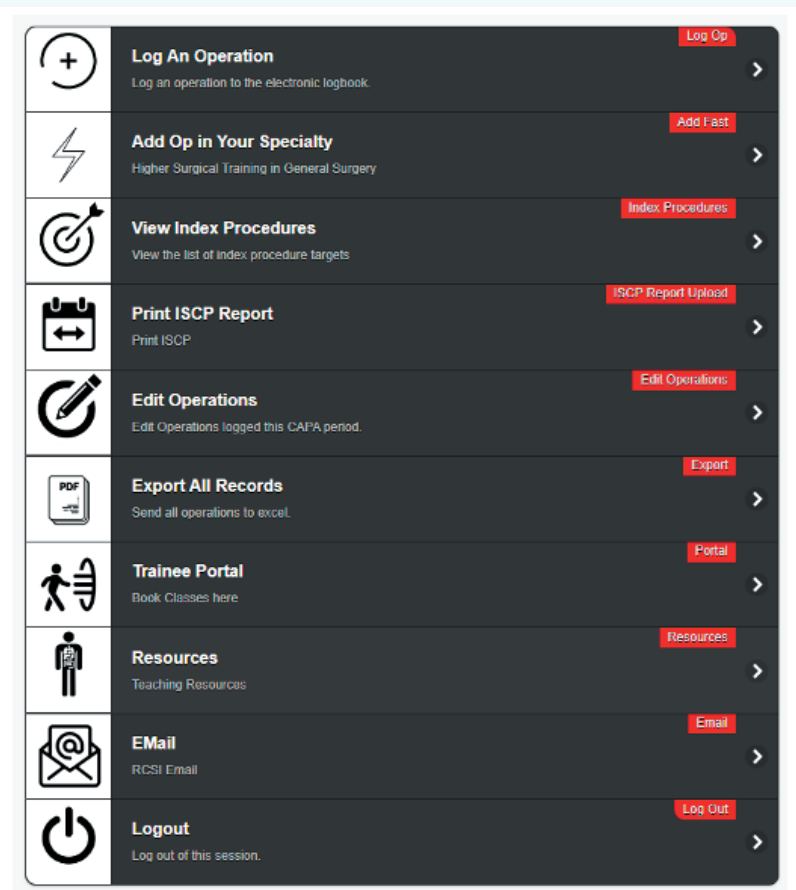 Log Op
Log An Operation
Log an operation to the electronic logbook.
Add Fast
Add Op in Your Specialty
Higher Surgical Training in General Surgery
Index Procedures
View Index Procedures
View the list of index procedure targets
ISCP Report Upload
Print ISCP Report
Print ISCP
Edit Operations
Edit Operations
Edit Operations logged this CAPA period.
Export
PDF
Export All Records
Send all operations to excel.
Portal
Trainee Portal
Book Classes here
Resources
Resources
Teaching Resources
Email
EMail
RCSI Email
Log Out
Logout
Log out of this session.